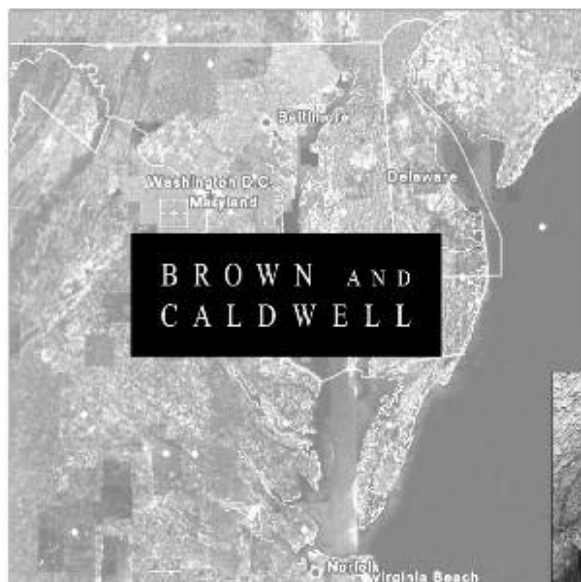 Baltimore
Washington D.C.
Maryland
Delaware
BROWN AND
CALDWELL
Norfolk
Virginia Beach